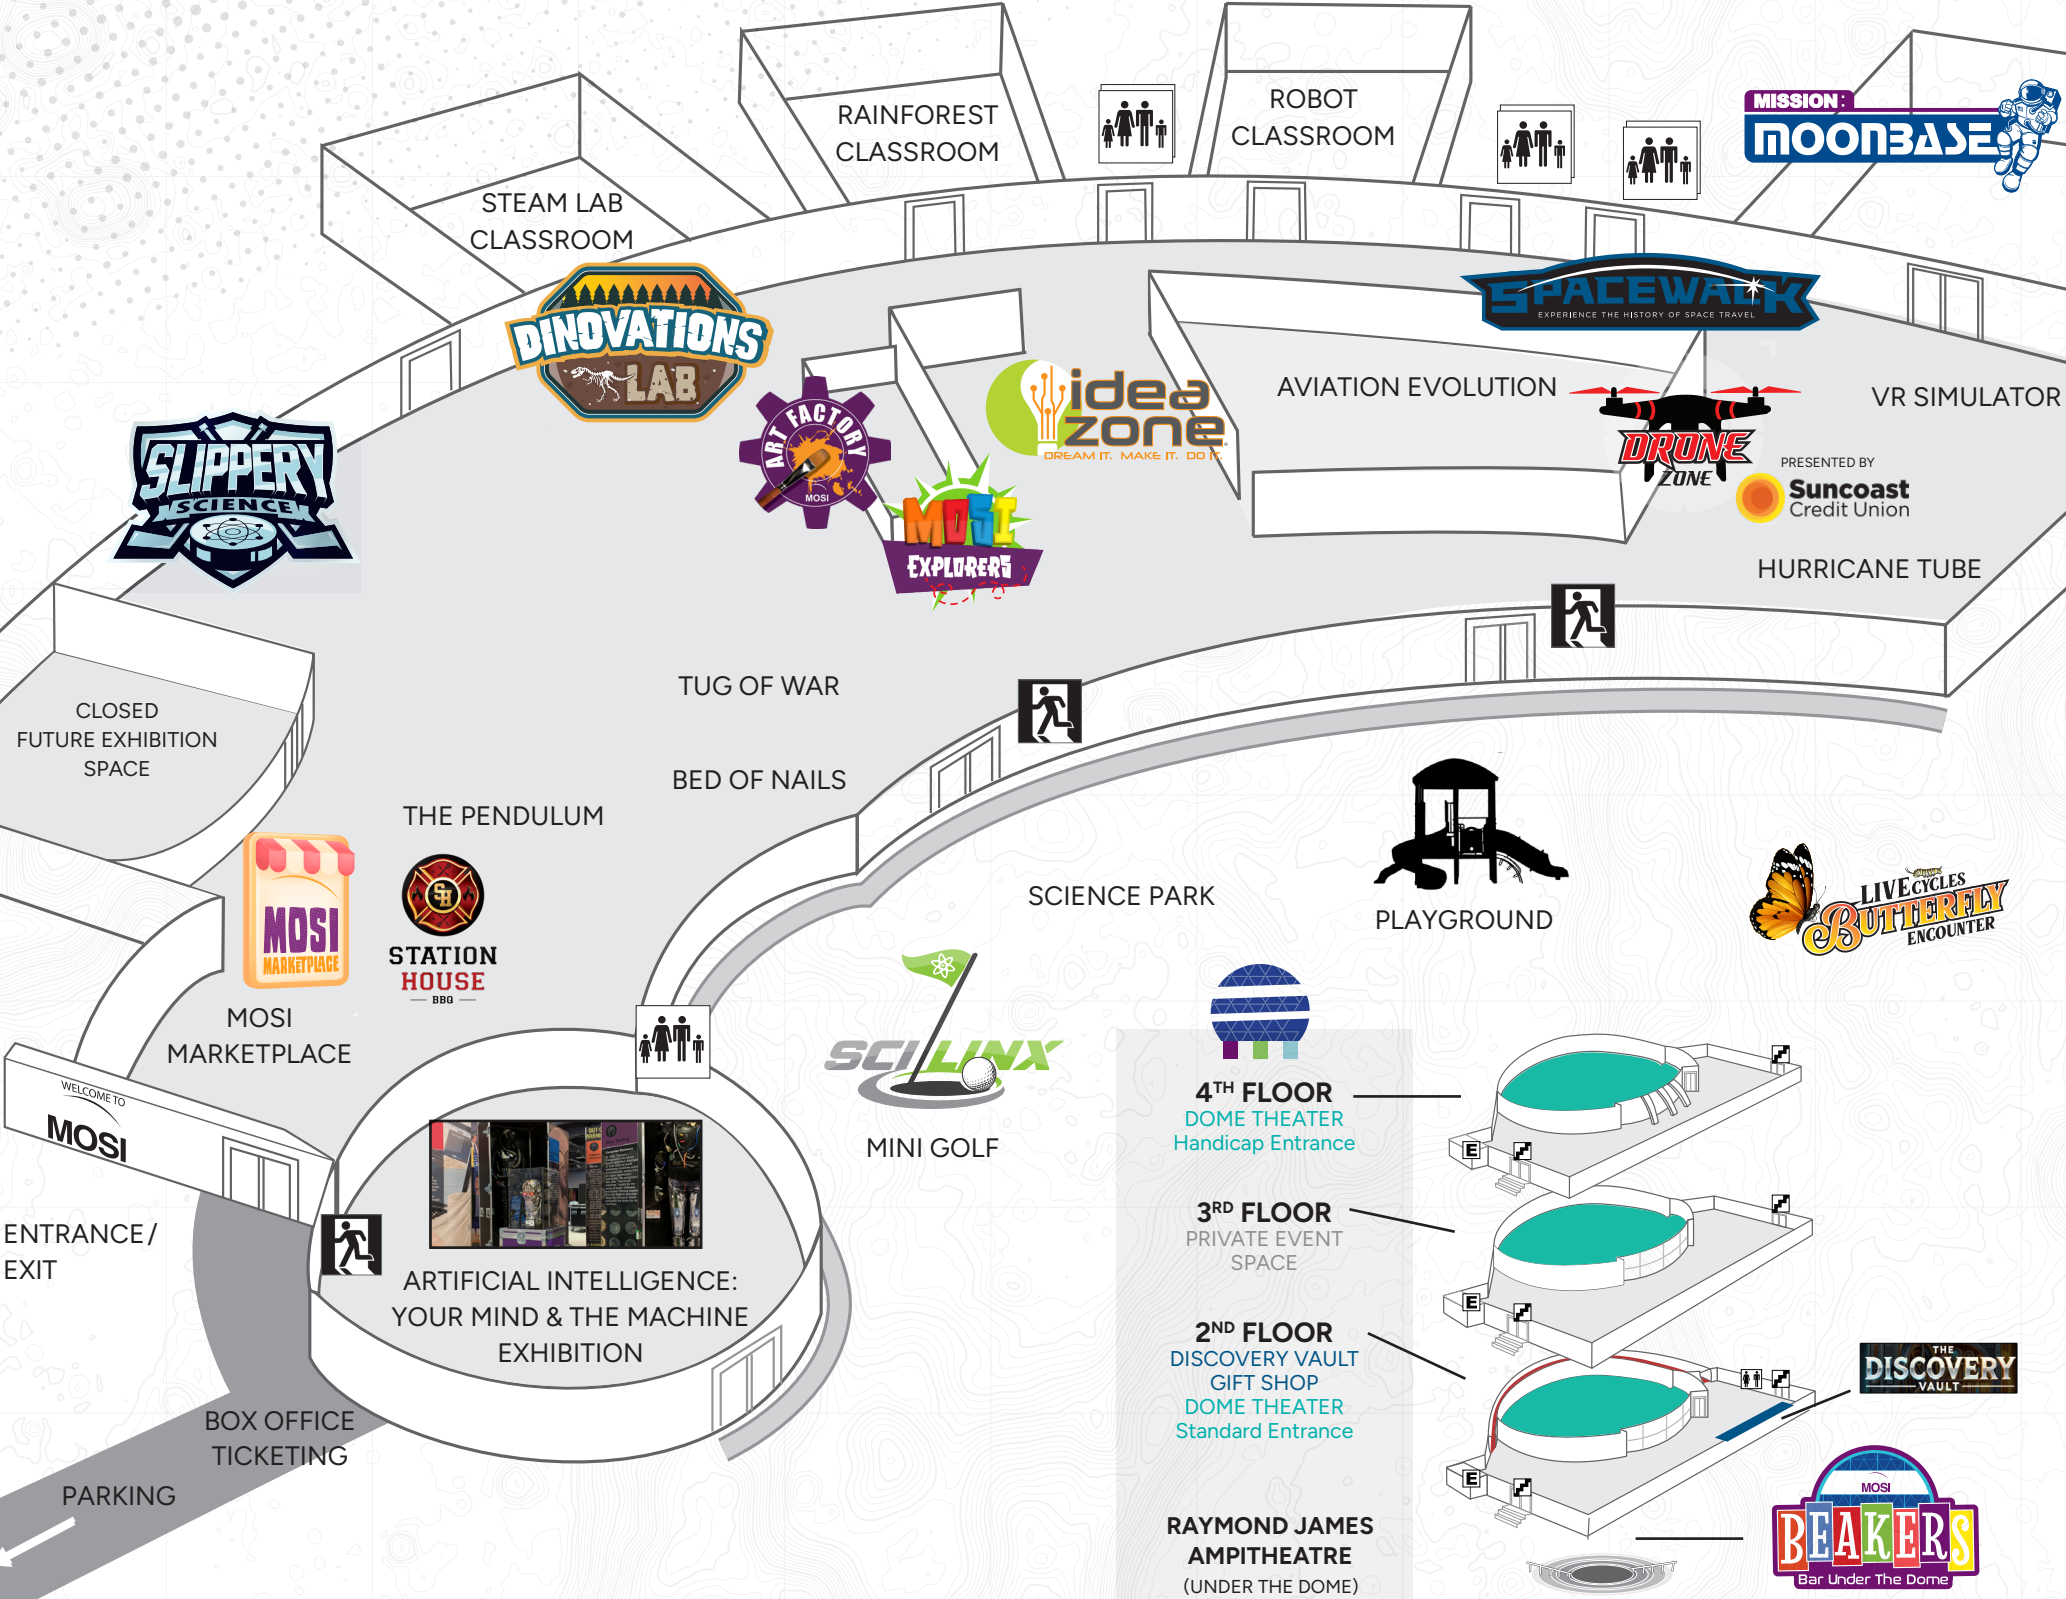 RAINFOREST
CLASSROOM
ROBOT
CLASSROOM
MISSION:
MOONBASE
STEAM LAB
CLASSROOM
DINOVATIONS
LAB
SPACEWALK
EXPERIENCE THE HISTORY OF SPACE TRAVEL
ART FACTORY
MOSI
idea
zone
DREAM IT. MAKE IT. DO IT.
AVIATION EVOLUTION
DRONE
ZONE
VR SIMULATOR
PRESENTED BY
Suncoast
Credit Union
SLIPPERY
SCIENCE
MOSI
EXPLORERS
HURRICANE TUBE
TUG OF WAR
CLOSED
FUTURE EXHIBITION
SPACE
BED OF NAILS
THE PENDULUM
MOSI
MARKETPLACE
SH
STATION
HOUSE
BBQ
SCIENCE PARK
PLAYGROUND
LIVE CYCLES
BUTTERFLY
ENCOUNTER
MOSI
MARKETPLACE
SCI LINX
MINI GOLF
WELCOME TO
MOSI
ENTRANCE/
EXIT
ARTIFICIAL INTELLIGENCE:
YOUR MIND & THE MACHINE
EXHIBITION
BOX OFFICE
TICKETING
PARKING
4TH FLOOR
DOME THEATER
Handicap Entrance
E
3RD FLOOR
PRIVATE EVENT
SPACE
E
2ND FLOOR
DISCOVERY VAULT
GIFT SHOP
DOME THEATER
Standard Entrance
E
THE
DISCOVERY
VAULT
RAYMOND JAMES
AMPITHEATRE
(UNDER THE DOME)
MOSI
BEAKERS
Bar Under The Dome